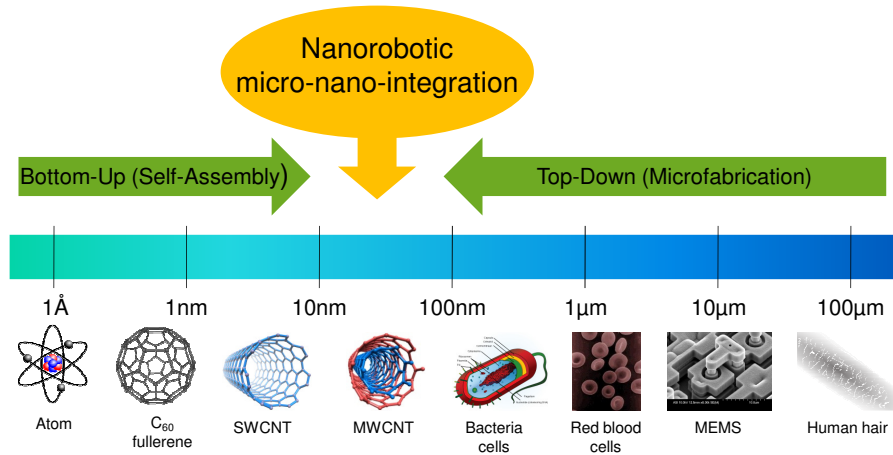 Nanorobotic
micro-nano-integration
Bottom-Up (Self-Assembly)
Top-Down (Microfabrication)
1Å
1nm
10nm
100nm
1µm
10µm
100µm
Atom
C₆₀
fullerene
SWCNT
MWCNT
Bacteria
cells
Red blood
cells
MEMS
Human hair